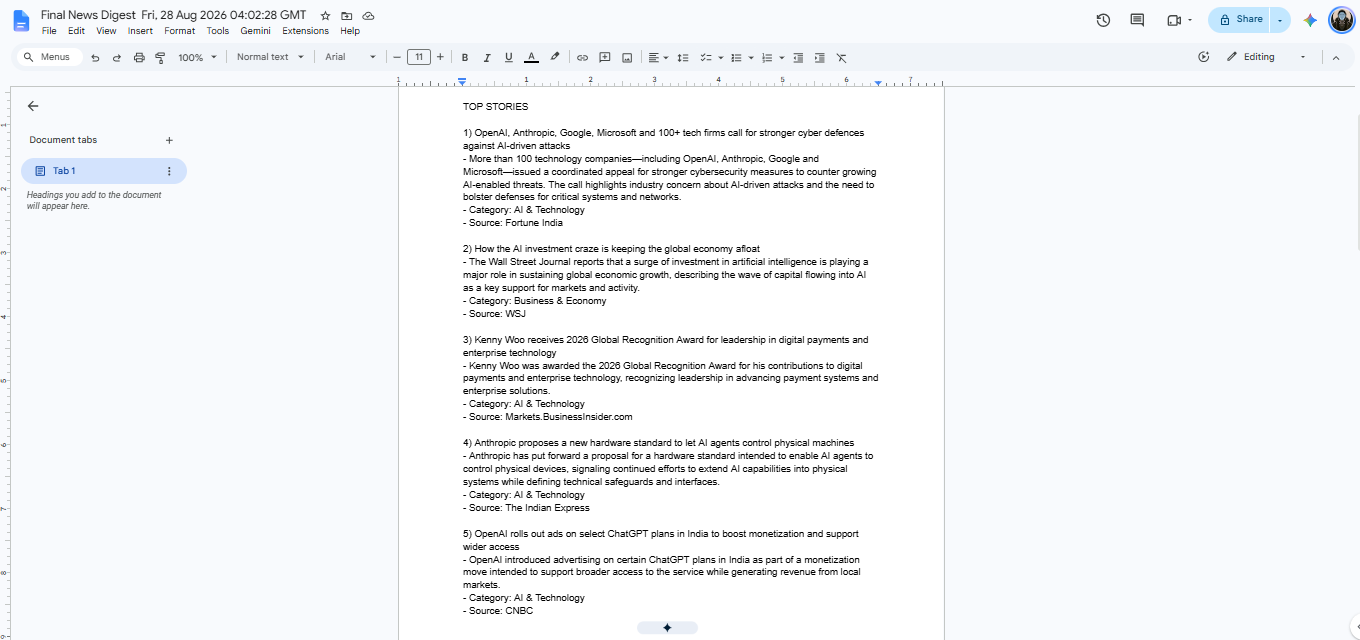 Final News Digest Fri, 28 Aug 2026 04:02:28 GMT
File Edit View Insert Format Tools Gemini Extensions Help
Share
Menus 100% Normal text Arial 11 B I U A Editing
1 1 2 3 4 5 6 7
Document tabs
Tab 1
Headings you add to the document
will appear here.
TOP STORIES
1) OpenAI, Anthropic, Google, Microsoft and 100+ tech firms call for stronger cyber defences
against AI-driven attacks
- More than 100 technology companies—including OpenAI, Anthropic, Google and
Microsoft—issued a coordinated appeal for stronger cybersecurity measures to counter growing
AI-enabled threats. The call highlights industry concern about AI-driven attacks and the need to
bolster defenses for critical systems and networks.
- Category: AI & Technology
- Source: Fortune India
2) How the AI investment craze is keeping the global economy afloat
- The Wall Street Journal reports that a surge of investment in artificial intelligence is playing a
major role in sustaining global economic growth, describing the wave of capital flowing into AI
as a key support for markets and activity.
- Category: Business & Economy
- Source: WSJ
3) Kenny Woo receives 2026 Global Recognition Award for leadership in digital payments and
enterprise technology
- Kenny Woo was awarded the 2026 Global Recognition Award for his contributions to digital
payments and enterprise technology, recognizing leadership in advancing payment systems and
enterprise solutions.
- Category: AI & Technology
- Source: Markets.BusinessInsider.com
4) Anthropic proposes a new hardware standard to let AI agents control physical machines
- Anthropic has put forward a proposal for a hardware standard intended to enable AI agents to
control physical devices, signaling continued efforts to extend AI capabilities into physical
systems while defining technical safeguards and interfaces.
- Category: AI & Technology
- Source: The Indian Express
5) OpenAI rolls out ads on select ChatGPT plans in India to boost monetization and support
wider access
- OpenAI introduced advertising on certain ChatGPT plans in India as part of a monetization
move intended to support broader access to the service while generating revenue from local
markets.
- Category: AI & Technology
- Source: CNBC